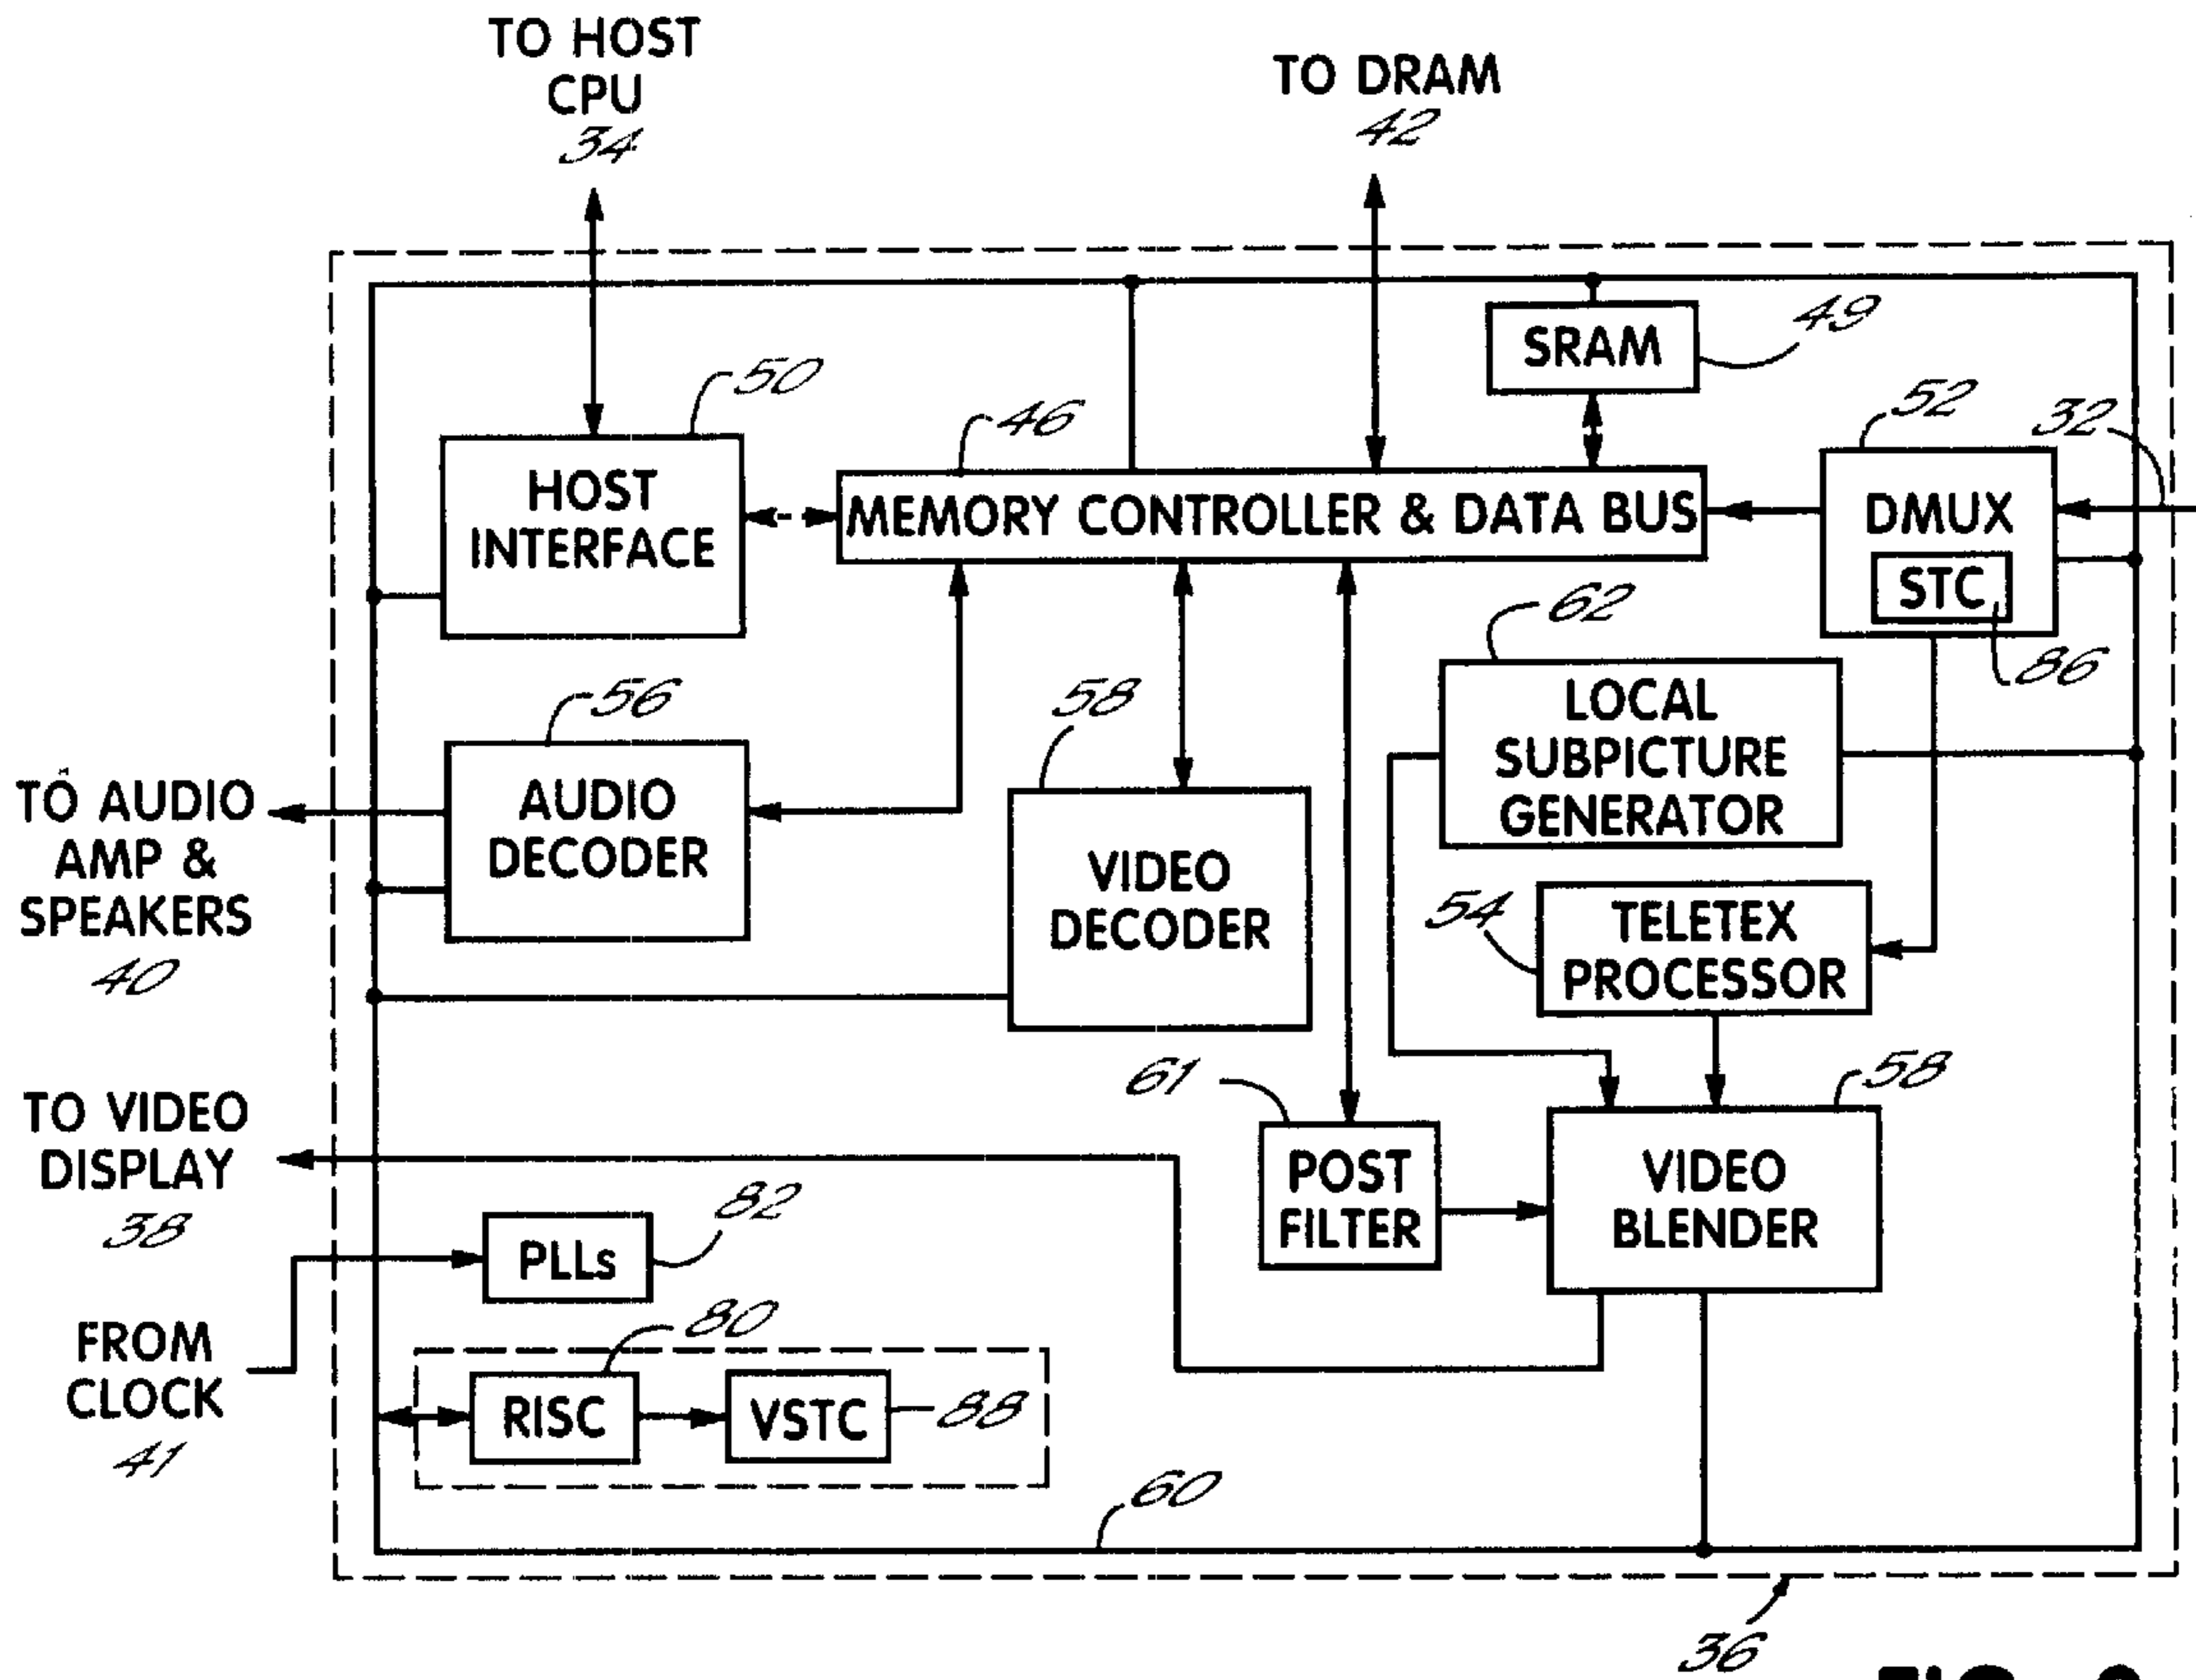 TO HOST
CPU
34
TO DRAM
42
SRAM
49
50
46
52
32
HOST
INTERFACE
MEMORY CONTROLLER & DATA BUS
DMUX
STC
86
62
LOCAL
SUBPICTURE
GENERATOR
56
58
AUDIO
DECODER
TO AUDIO
AMP &
SPEAKERS
40
VIDEO
DECODER
54
TELETEX
PROCESSOR
61
58
TO VIDEO
DISPLAY
38
POST
FILTER
VIDEO
BLENDER
82
PLLs
FROM
CLOCK
41
80
RISC
VSTC
88
60
36